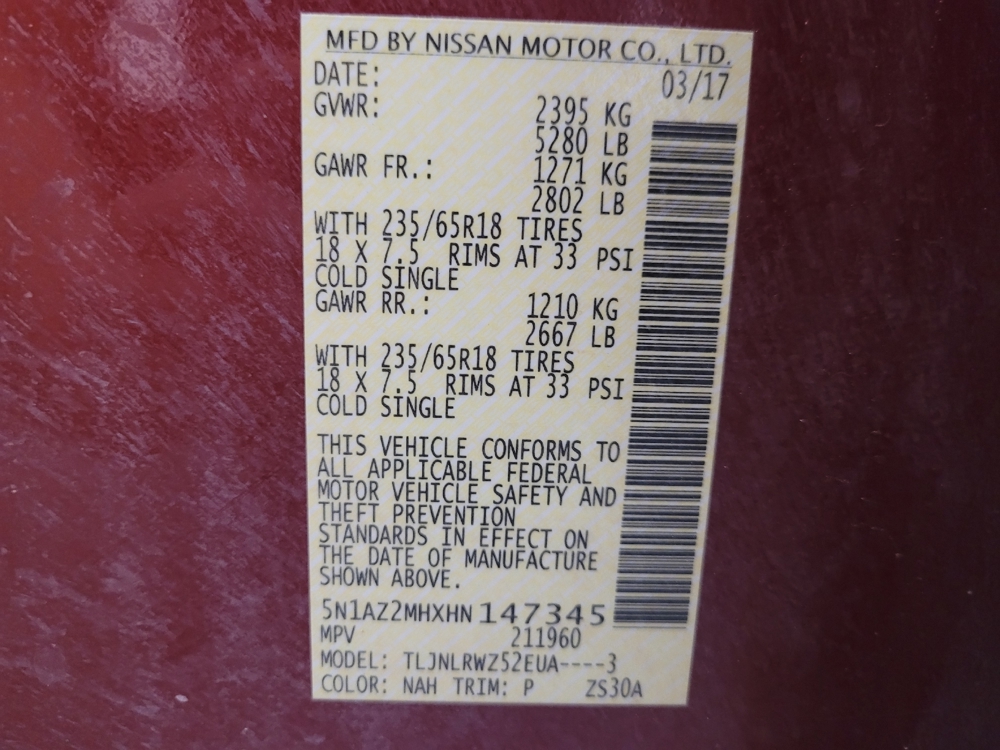 MFD BY NISSAN MOTOR CO., LTD.
DATE: 03/17
GVWR: 2395 KG
5280 LB
GAWR FR.: 1271 KG
2802 LB
WITH 235/65R18 TIRES
18 X 7.5 RIMS AT 33 PSI
COLD SINGLE
GAWR RR.: 1210 KG
2667 LB
WITH 235/65R18 TIRES
18 X 7.5 RIMS AT 33 PSI
COLD SINGLE
THIS VEHICLE CONFORMS TO
ALL APPLICABLE FEDERAL
MOTOR VEHICLE SAFETY AND
THEFT PREVENTION
STANDARDS IN EFFECT ON
THE DATE OF MANUFACTURE
SHOWN ABOVE.
5N1AZ2MHXHN147345
MPV 211960
MODEL: TLJNLRWZ52EUA----3
COLOR: NAH TRIM: P ZS30A